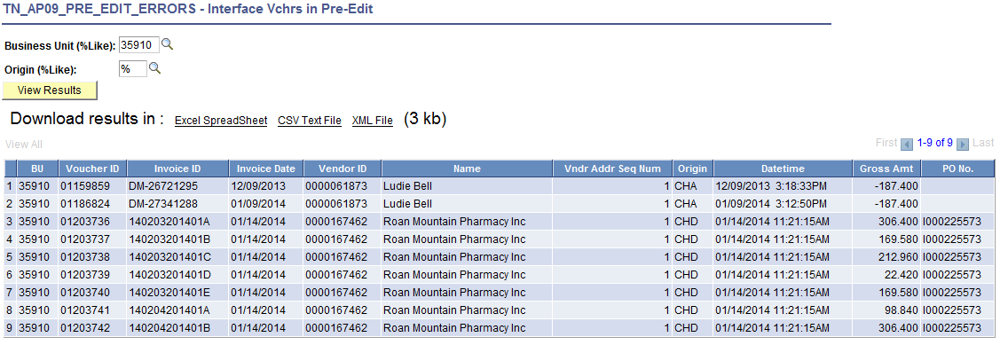 TN_AP09_PRE_EDIT_ERRORS - Interface Vchrs in Pre-Edit
Business Unit (%Like): 35910
Origin (%Like): %
View Results
Download results in : Excel SpreadSheet CSV Text File XML File (3 kb)
View All First 1-9 of 9 Last
BU Voucher ID Invoice ID Invoice Date Vendor ID Name Vndr Addr Seq Num Origin Datetime Gross Amt PO No.
1 35910 01159859 DM-26721295 12/09/2013 0000061873 Ludie Bell 1 CHA 12/09/2013 3:18:33PM -187.400
2 35910 01186824 DM-27341288 01/09/2014 0000061873 Ludie Bell 1 CHA 01/09/2014 3:12:50PM -187.400
3 35910 01203736 140203201401A 01/14/2014 0000167462 Roan Mountain Pharmacy Inc 1 CHD 01/14/2014 11:21:15AM 306.400 I000225573
4 35910 01203737 140203201401B 01/14/2014 0000167462 Roan Mountain Pharmacy Inc 1 CHD 01/14/2014 11:21:15AM 169.580 I000225573
5 35910 01203738 140203201401C 01/14/2014 0000167462 Roan Mountain Pharmacy Inc 1 CHD 01/14/2014 11:21:15AM 212.960 I000225573
6 35910 01203739 140203201401D 01/14/2014 0000167462 Roan Mountain Pharmacy Inc 1 CHD 01/14/2014 11:21:15AM 22.420 I000225573
7 35910 01203740 140203201401E 01/14/2014 0000167462 Roan Mountain Pharmacy Inc 1 CHD 01/14/2014 11:21:15AM 169.580 I000225573
8 35910 01203741 140204201401A 01/14/2014 0000167462 Roan Mountain Pharmacy Inc 1 CHD 01/14/2014 11:21:15AM 98.840 I000225573
9 35910 01203742 140204201401B 01/14/2014 0000167462 Roan Mountain Pharmacy Inc 1 CHD 01/14/2014 11:21:15AM 306.400 I000225573